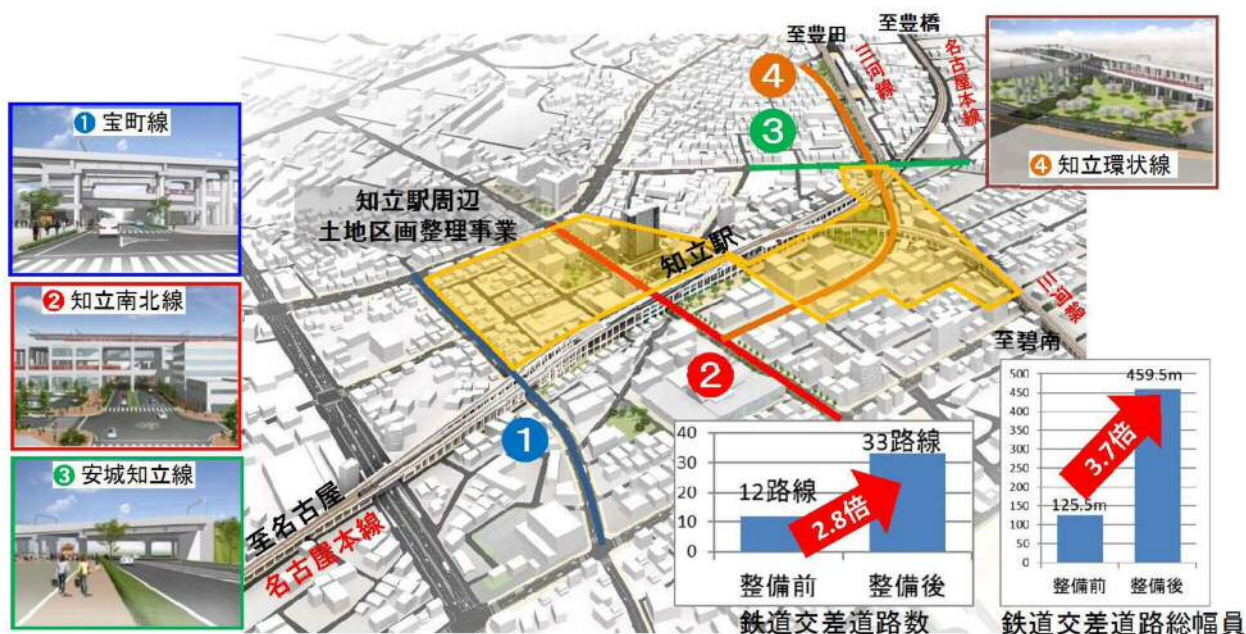 至豊田
至豊橋
三河線
名古屋本線
④
③
④ 知立環状線
① 宝町線
知立駅周辺
土地区画整理事業
知立駅
② 知立南北線
三河線
至碧南
②
①
③ 安城知立線
至名古屋
名古屋本線
40
30
20
10
0
12路線
33路線
2.8倍
整備前
整備後
鉄道交差道路数
500
450
400
350
300
250
200
150
100
50
0
125.5m
459.5m
3.7倍
整備前
整備後
鉄道交差道路総幅員